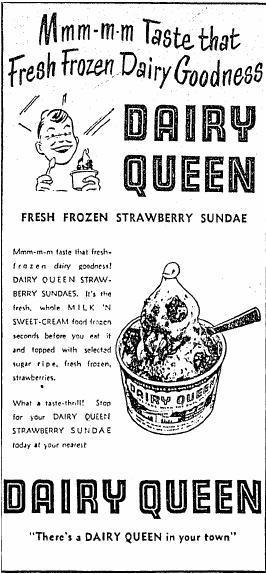 Mmm-m-m Taste that
Fresh Frozen Dairy Goodness
DAIRY
QUEEN
FRESH FROZEN STRAWBERRY SUNDAE
Mmm-m-m taste that fresh-
frozen dairy goodness!
DAIRY QUEEN STRAW-
BERRY SUNDAES. It's the
fresh, whole MILK 'N
SWEET-CREAM food frozen
seconds before you eat it
and topped with selected
sugar ripe, fresh frozen,
strawberries.
What a taste-thrill! Stop
for your DAIRY QUEEN
STRAWBERRY SUNDAE
today at your nearest
DAIRY QUEEN
DAIRY QUEEN
"There's a DAIRY QUEEN in your town"